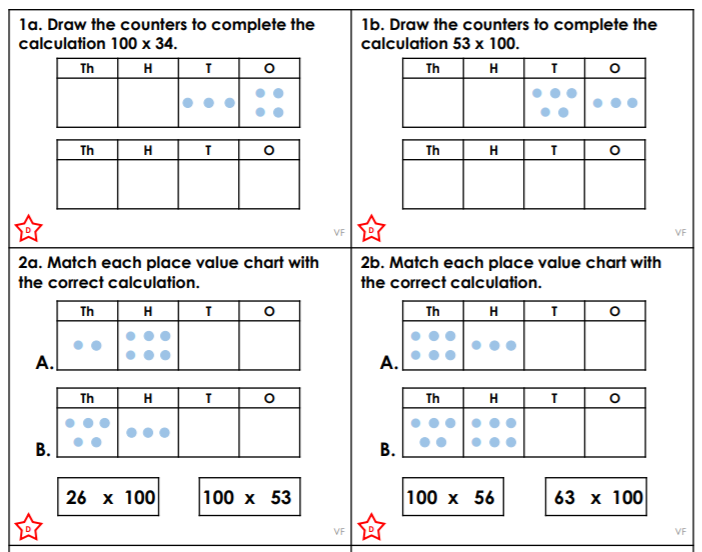 1a. Draw the counters to complete the
calculation 100 x 34.
Th H T O
Th H T O
D
VF
1b. Draw the counters to complete the
calculation 53 x 100.
Th H T O
Th H T O
D
VF
2a. Match each place value chart with
the correct calculation.
Th H T O
A.
Th H T O
B.
26 x 100 100 x 53
D
VF
2b. Match each place value chart with
the correct calculation.
Th H T O
A.
Th H T O
B.
100 x 56 63 x 100
D
VF